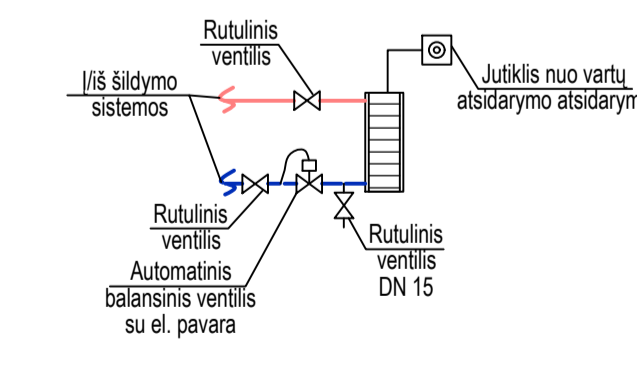 Rutulinis
ventilis
Į/iš šildymo
sistemos
Jutiklis nuo vartų
atsidarymo atsidarym
Rutulinis
ventilis
Rutulinis
ventilis
DN 15
Automatinis
balansinis ventilis
su el. pavara